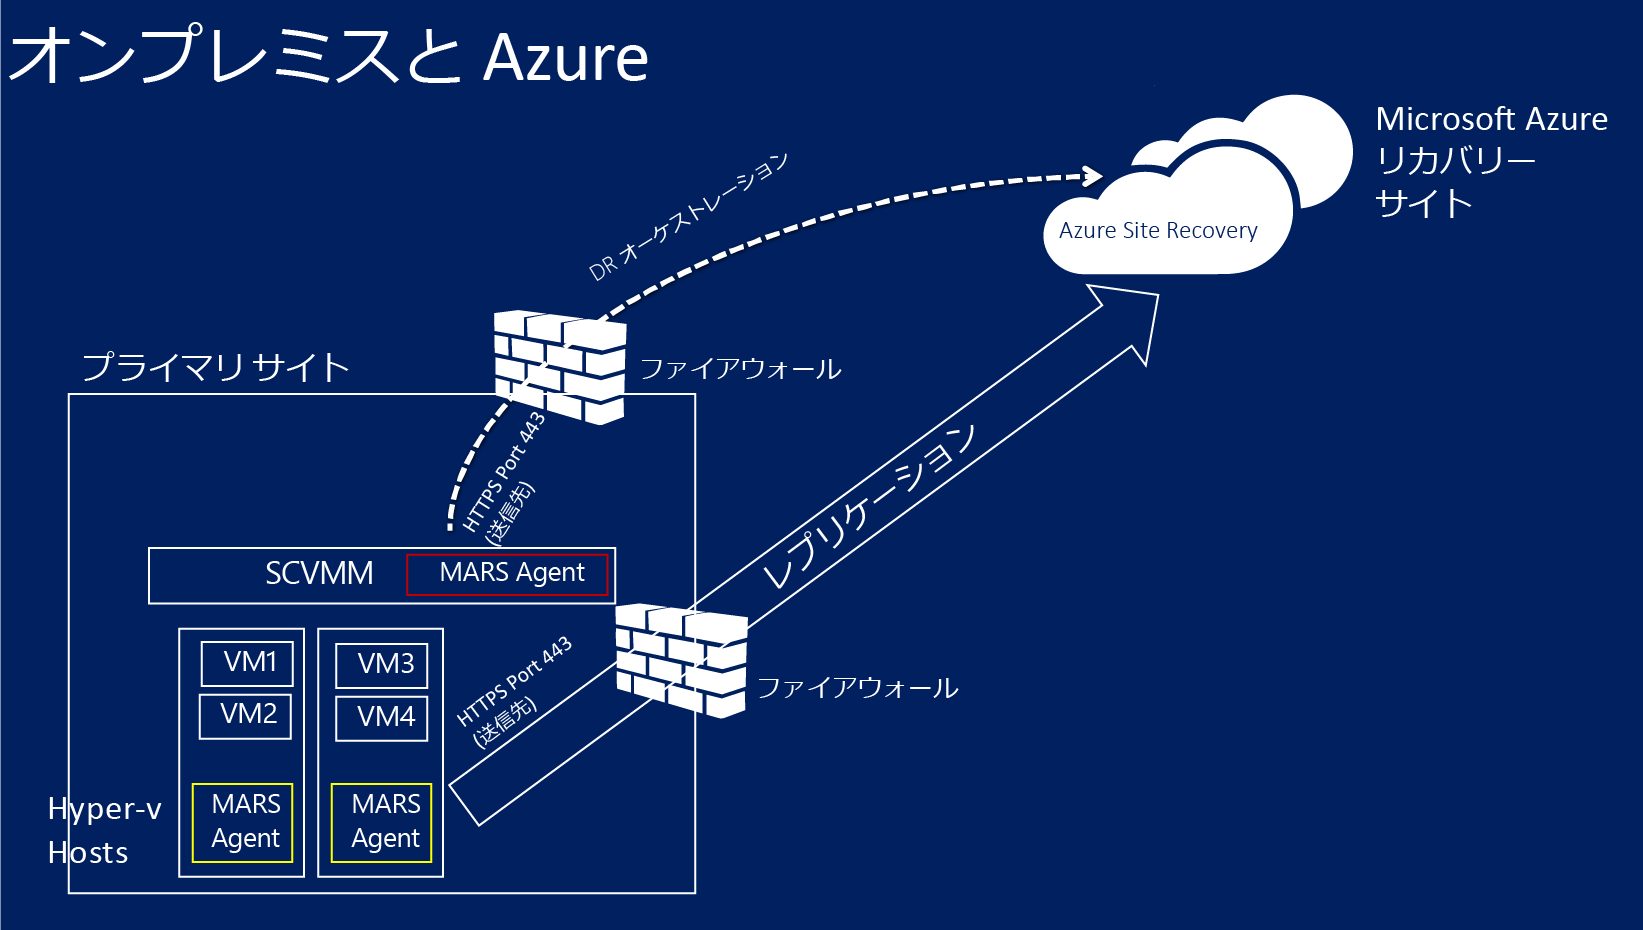 オンプレミスと Azure
Microsoft Azure
リカバリー
サイト
Azure Site Recovery
DR オーケストレーション
プライマリ サイト
ファイアウォール
HTTPS Port 443
(送信先)
レプリケーション
SCVMM
MARS Agent
VM1
VM2
VM3
VM4
HTTPS Port 443
(送信先)
ファイアウォール
Hyper-v
Hosts
MARS
Agent
MARS
Agent